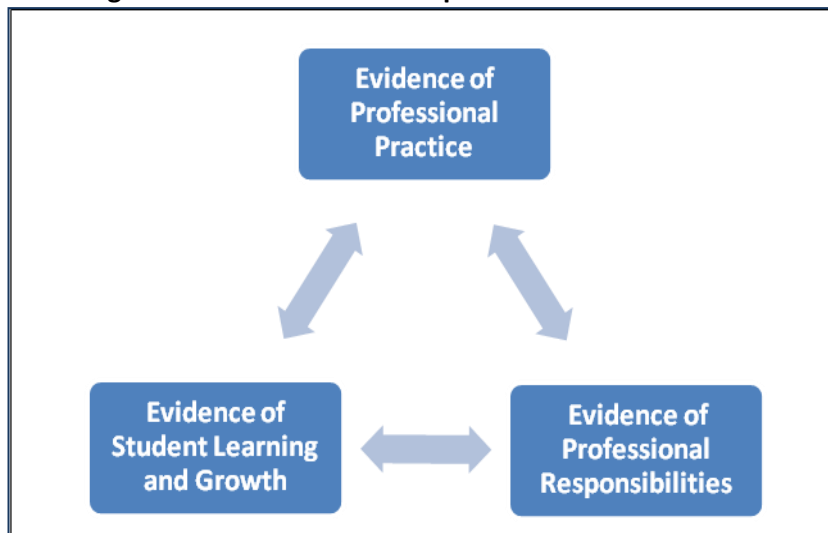 Evidence of
Professional
Practice
Evidence of
Student Learning
and Growth
Evidence of
Professional
Responsibilities